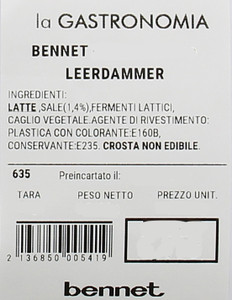 la GASTRONOMIA
BENNET
LEERDAMMER
INGREDIENTI:
LATTE ,SALE(1,4%),FERMENTI LATTICI,
CAGLIO VEGETALE.AGENTE DI RIVESTIMENTO:
PLASTICA CON COLORANTE:E160B,
CONSERVANTE:E235. CROSTA NON EDIBILE.
635 Preincartato il:
TARA PESO NETTO PREZZO UNIT.
2 136850 005419
bennet